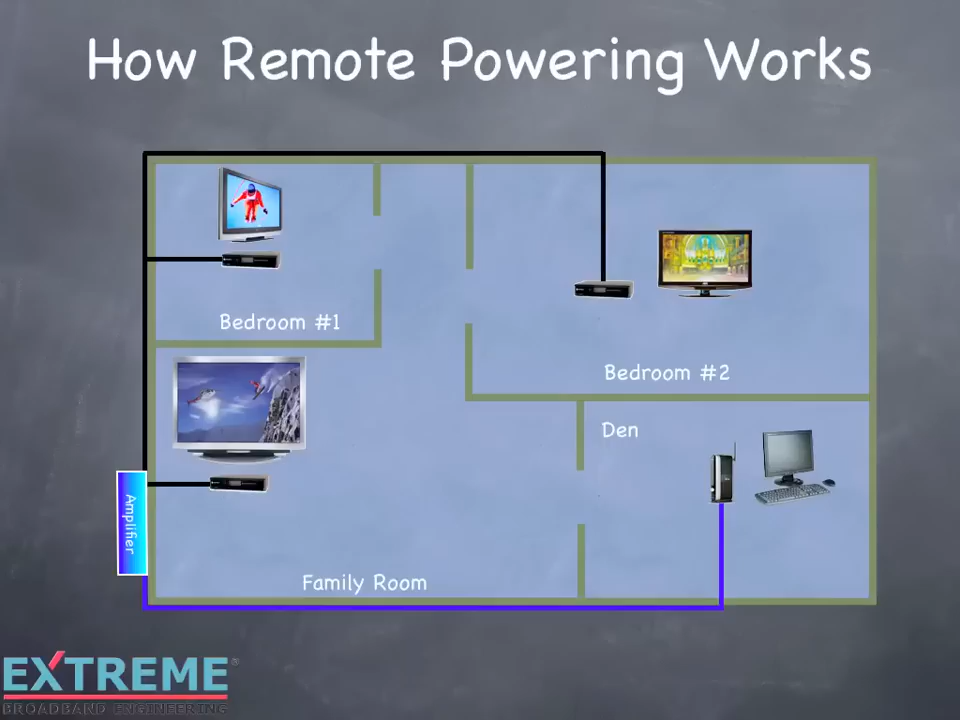 How Remote Powering Works
Bedroom #1
Bedroom #2
Den
Amplifier
Family Room
EXTREME®
BROADBAND ENGINEERING